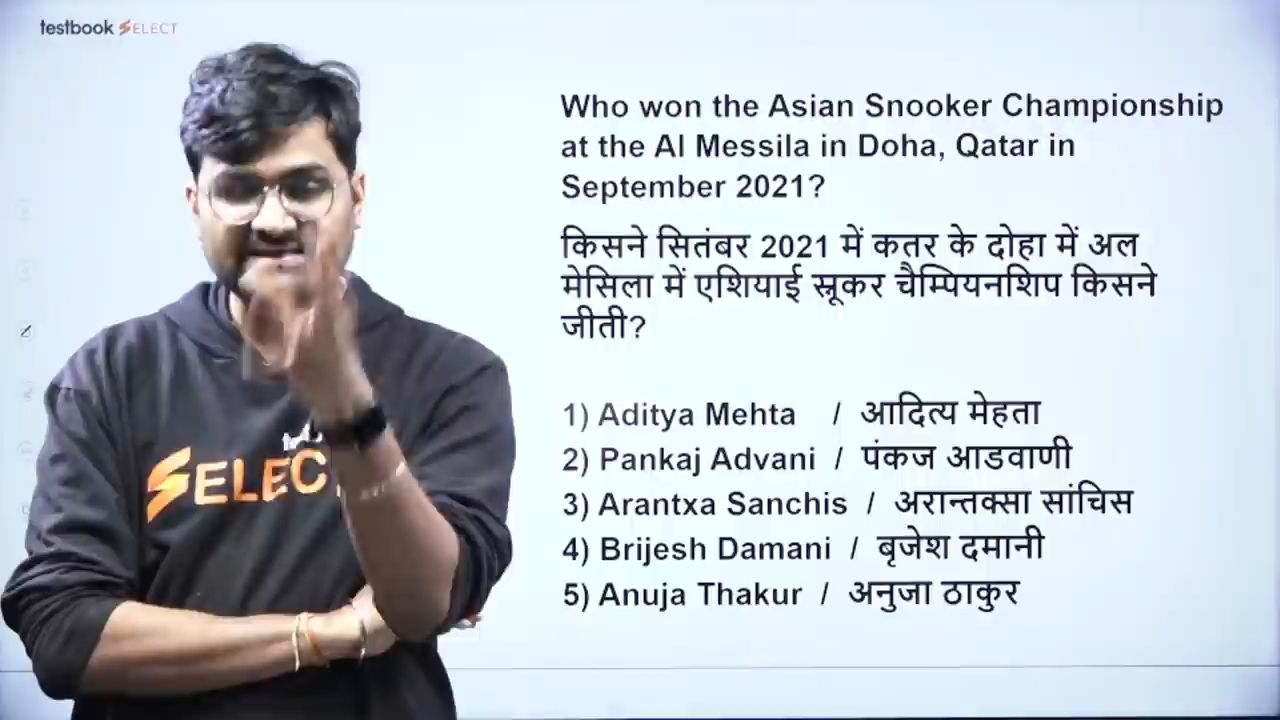 testbook SELECT
Who won the Asian Snooker Championship
at the Al Messila in Doha, Qatar in
September 2021?
किसने सितंबर 2021 में कतर के दोहा में अल
मेसिला में एशियाई स्नूकर चैम्पियनशिप किसने
जीती?
1) Aditya Mehta / आदित्य मेहता
2) Pankaj Advani / पंकज आडवाणी
3) Arantxa Sanchis / अरान्तक्सा सांचिस
4) Brijesh Damani / बृजेश दमानी
5) Anuja Thakur / अनुजा ठाकुर
SELEC